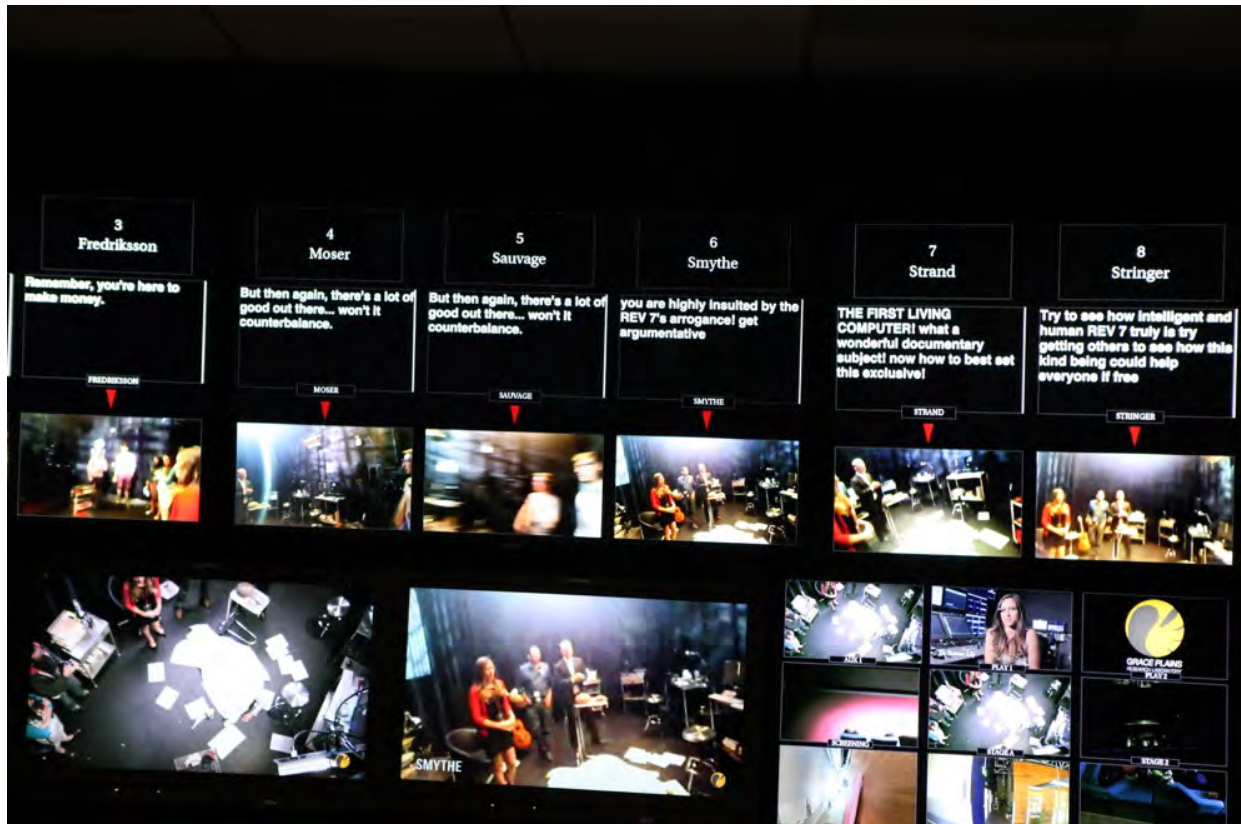 3
Fredriksson
4
Moser
5
Sauvage
6
Smythe
7
Strand
8
Stringer
Remember, you're here to
make money.
But then again, there's a lot of
good out there... won't it
counterbalance.
But then again, there's a lot of
good out there... won't it
counterbalance.
you are highly insulted by the
REV 7's arrogance! get
argumentative
THE FIRST LIVING
COMPUTER! what a
wonderful documentary
subject! now how to best set
this exclusive!
Try to see how intelligent and
human REV 7 truly is try
getting others to see how this
kind being could help
everyone if free
FREDRIKSSON
MOSER
SAUVAGE
SMYTHE
STRAND
STRINGER
SMYTHE
AUX 1
PLAY 1
GRACE PLAINS
RESEARCH LABORATORY
PLAY 2
SCREENING
STAGE A
STAGE 2